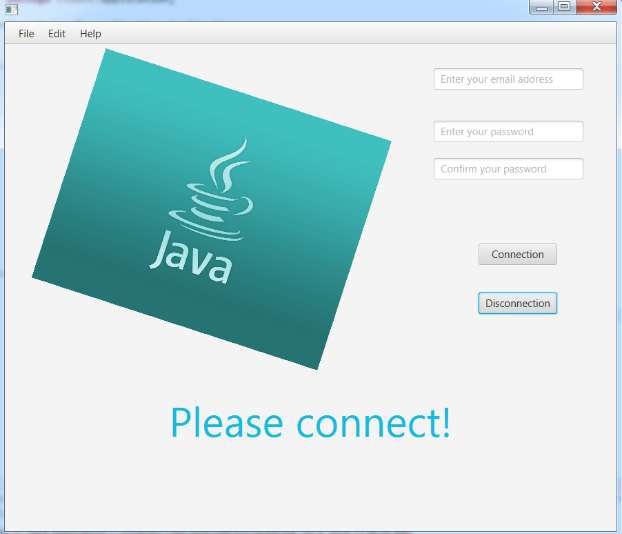 File Edit Help
Enter your email address
Enter your password
Confirm your password
Java
Connection
Disconnection
Please connect!